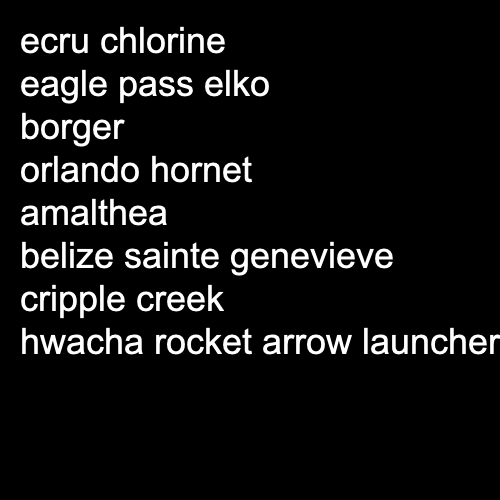 ecru chlorine
eagle pass elko
borger
orlando hornet
amalthea
belize sainte genevieve
cripple creek
hwacha rocket arrow launcher